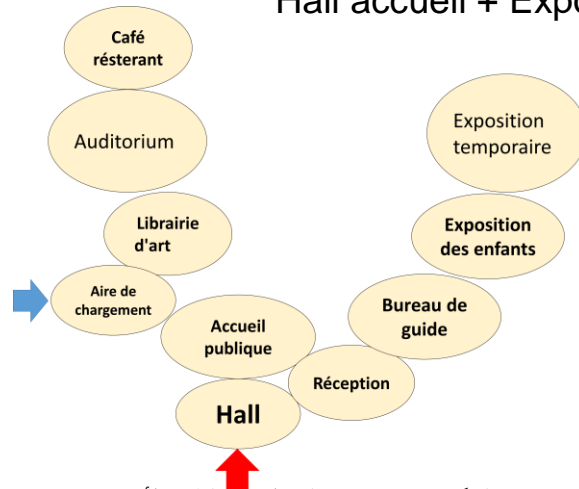 Hall accueil + Expo
Café
résterant
Auditorium
Exposition
temporaire
Librairie
d'art
Exposition
des enfants
Aire de
chargement
Bureau de
guide
Accueil
publique
Réception
Hall